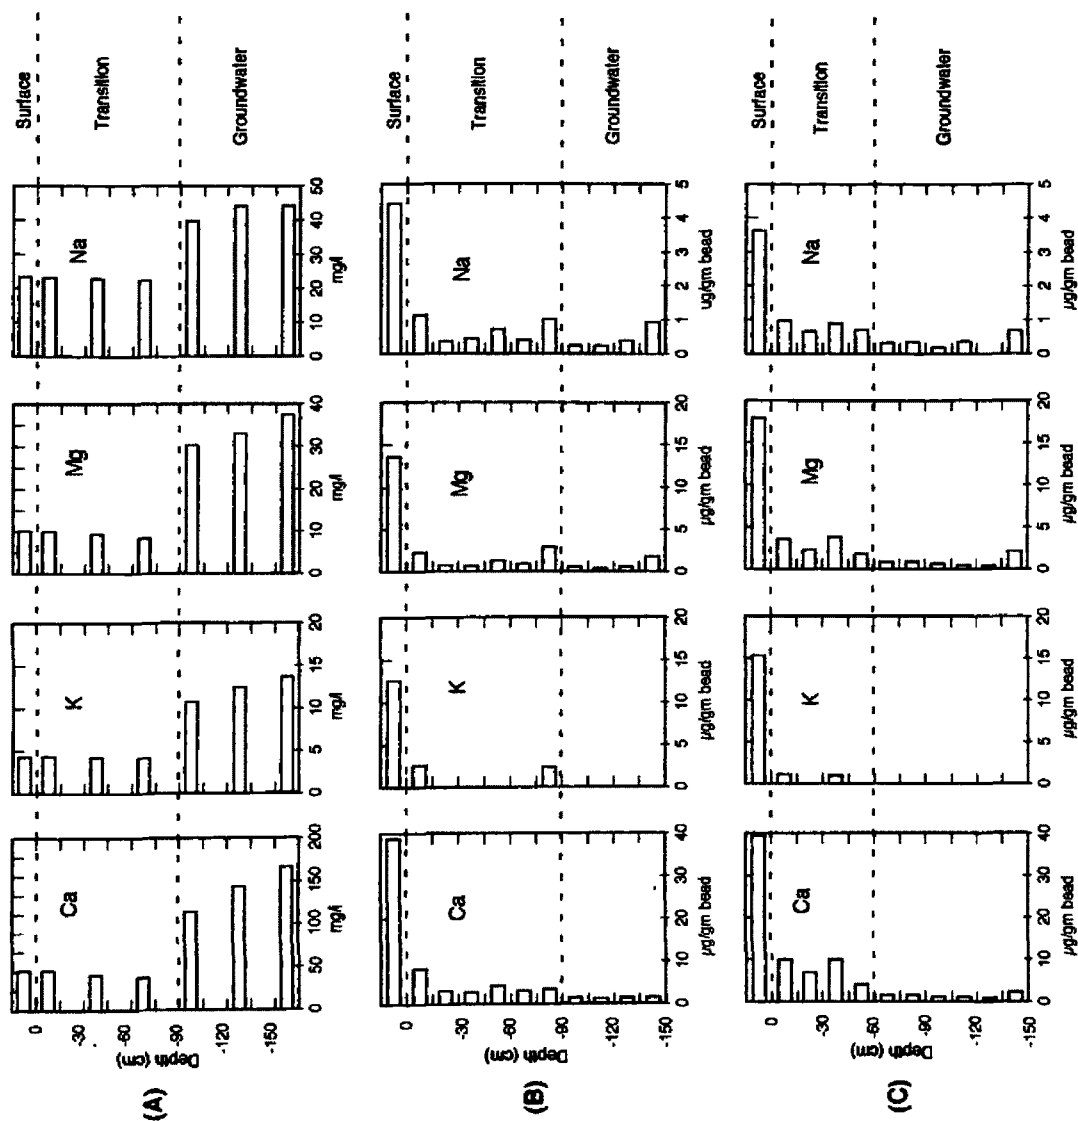 (A)
Depth (cm)
0
-30
-60
-90
-120
-150
Ca
0 50 100 150 200
mg/l
K
0 5 10 15 20
mg/l
Mg
0 10 20 30 40
mg/l
Na
0 10 20 30 40 50
mg/l
Surface
Transition
Groundwater
(B)
Depth (cm)
0
-30
-60
-90
-120
-150
Ca
0 10 20 30 40
µg/gm bead
K
0 5 10 15 20
µg/gm bead
Mg
0 5 10 15 20
µg/gm bead
Na
0 1 2 3 4 5
ug/gm bead
Surface
Transition
Groundwater
(C)
Depth (cm)
0
-30
-60
-90
-120
-150
Ca
0 10 20 30 40
µg/gm bead
K
0 5 10 15 20
µg/gm bead
Mg
0 5 10 15 20
µg/gm bead
Na
0 1 2 3 4 5
µg/gm bead
Surface
Transition
Groundwater